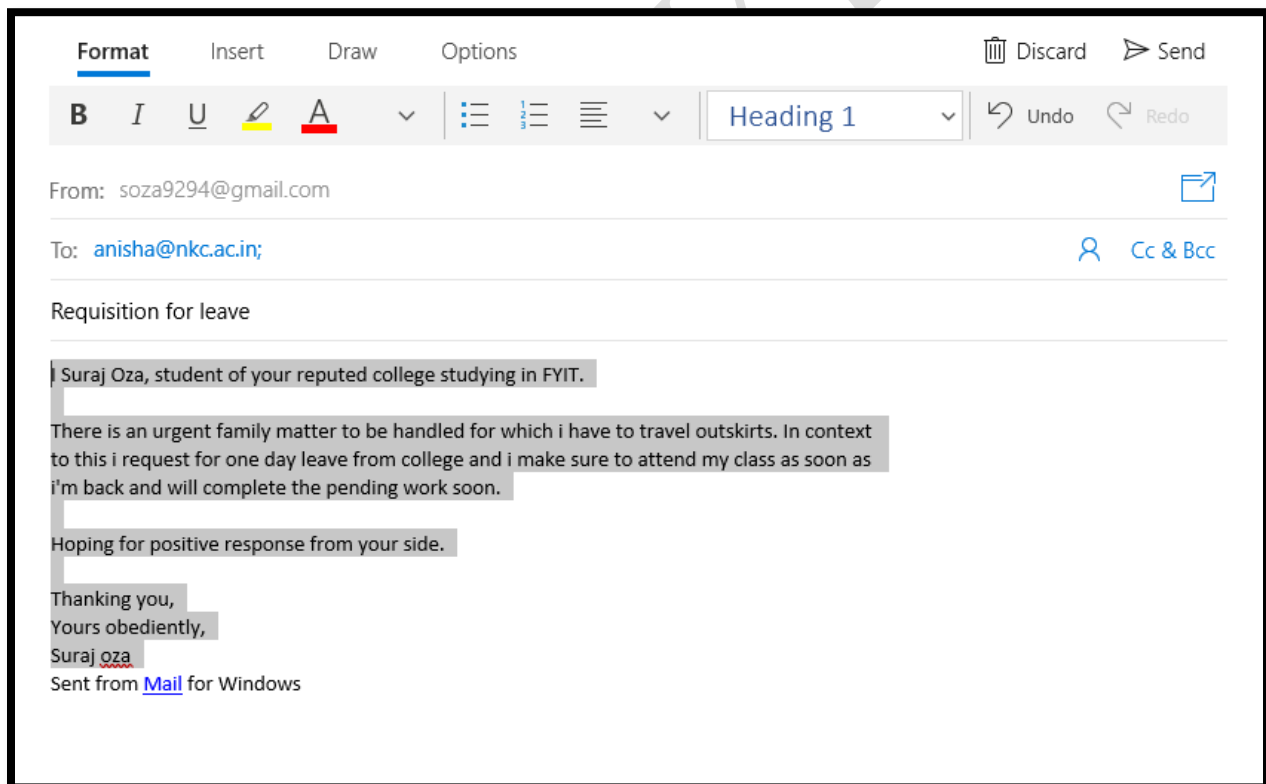 Format Insert Draw Options Discard Send
B I U A Heading 1 Undo Redo
From: soza9294@gmail.com
To: anisha@nkc.ac.in; Cc & Bcc
Requisition for leave
I Suraj Oza, student of your reputed college studying in FYIT.
There is an urgent family matter to be handled for which i have to travel outskirts. In context
to this i request for one day leave from college and i make sure to attend my class as soon as
i'm back and will complete the pending work soon.
Hoping for positive response from your side.
Thanking you,
Yours obediently,
Suraj oza
Sent from Mail for Windows